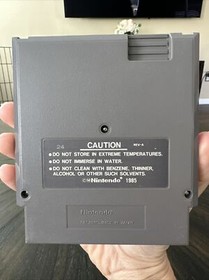 CAUTION
• DO NOT STORE IN EXTREME TEMPERATURES.
• DO NOT IMMERSE IN WATER.
• DO NOT CLEAN WITH BENZENE, THINNER,
ALCOHOL OR OTHER SUCH SOLVENTS.
©Nintendo® 1985
Nintendo